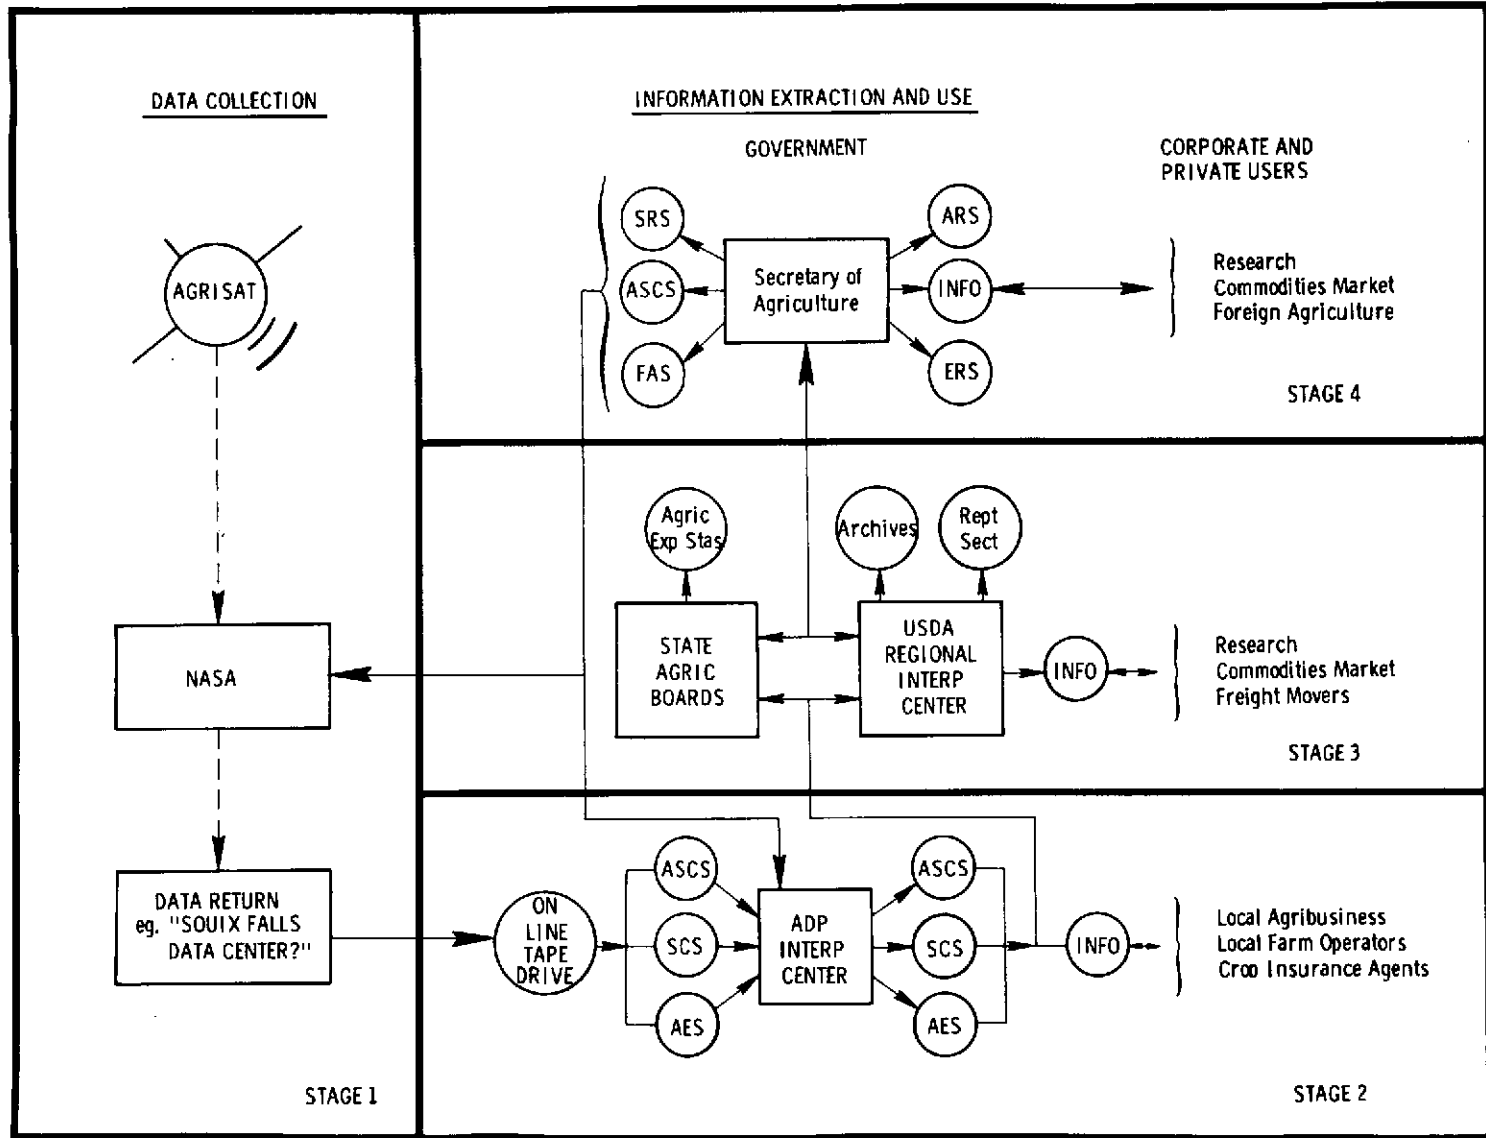 DATA COLLECTION
AGRISAT
NASA
DATA RETURN
eg. "SOUIX FALLS
DATA CENTER?"
STAGE 1
INFORMATION EXTRACTION AND USE
GOVERNMENT
CORPORATE AND
PRIVATE USERS
SRS
ASCS
FAS
Secretary of
Agriculture
ARS
INFO
ERS
Research
Commodities Market
Foreign Agriculture
STAGE 4
Agric
Exp Stas
Archives
Rept
Sect
STATE
AGRIC
BOARDS
USDA
REGIONAL
INTERP
CENTER
INFO
Research
Commodities Market
Freight Movers
STAGE 3
ON
LINE
TAPE
DRIVE
ASCS
SCS
AES
ADP
INTERP
CENTER
ASCS
SCS
AES
INFO
Local Agribusiness
Local Farm Operators
Croo Insurance Agents
STAGE 2